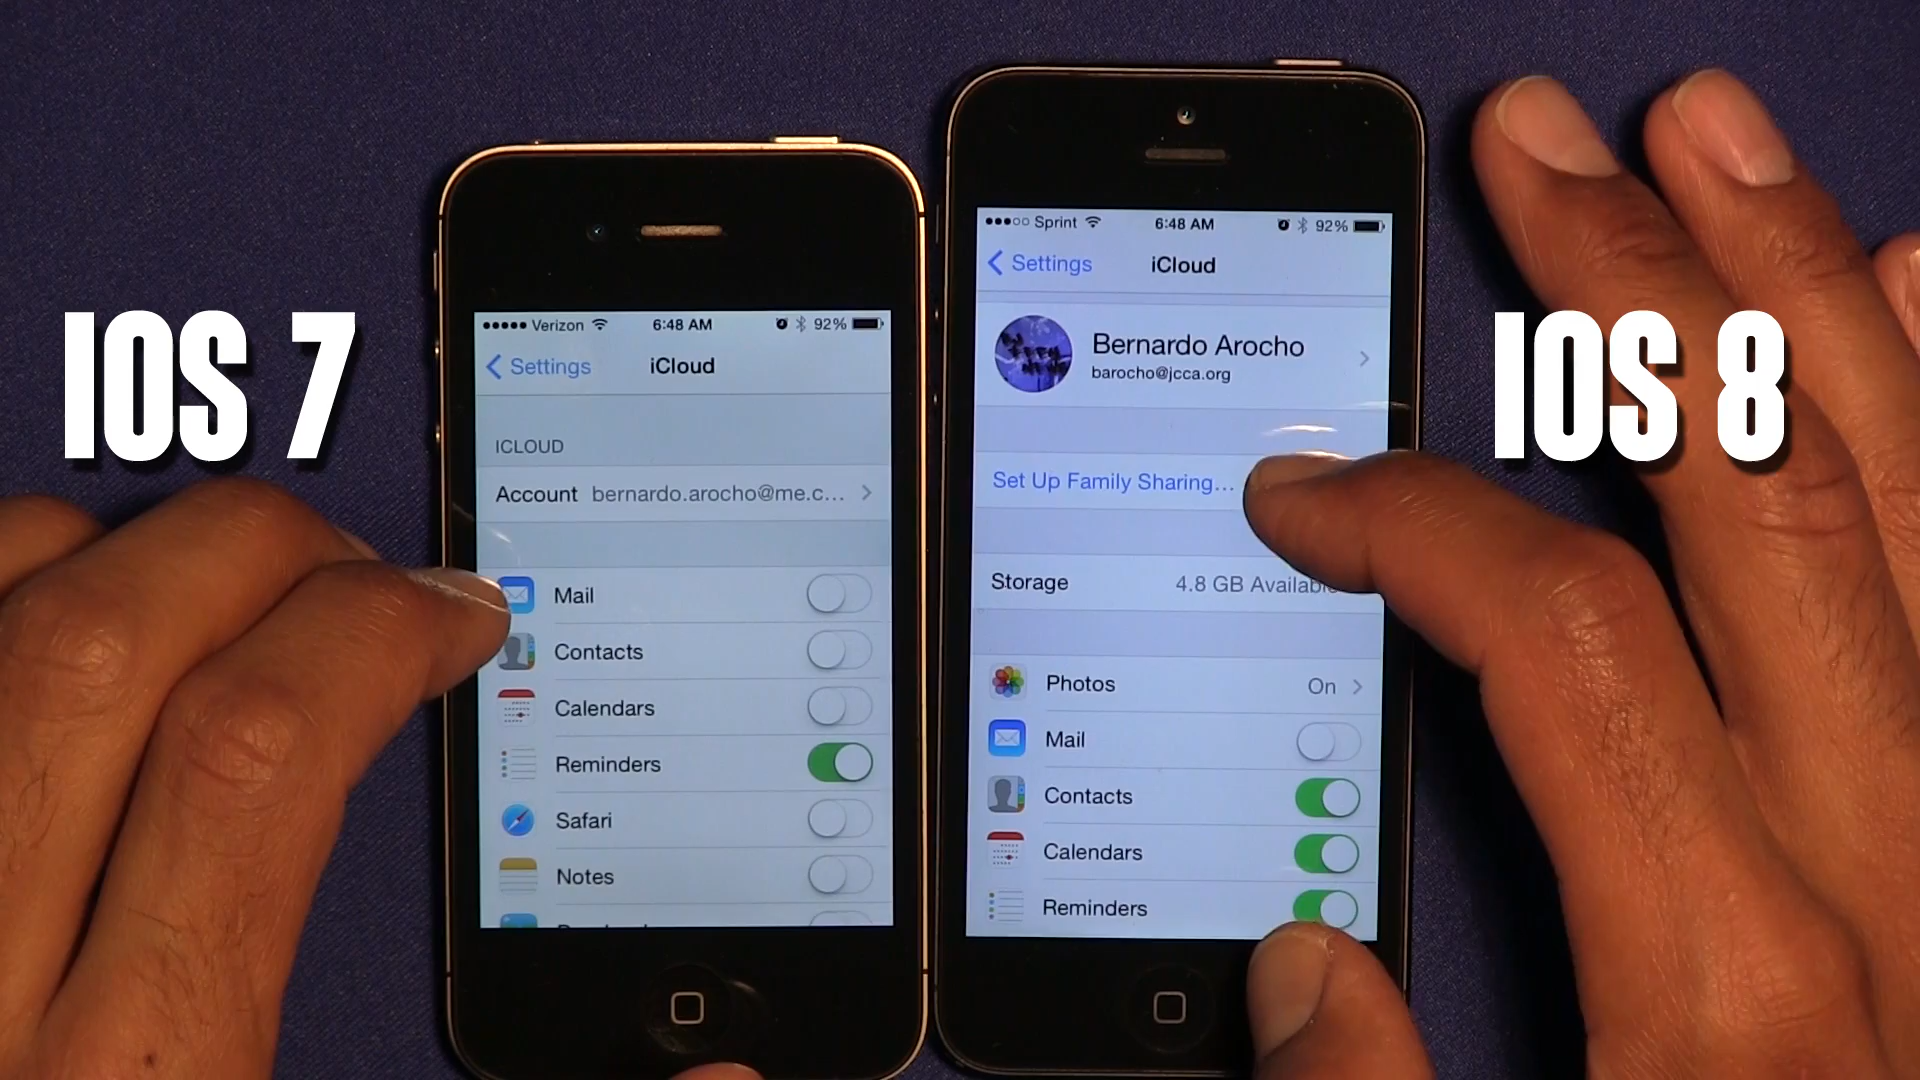 IOS 7
Verizon 6:48 AM 92%
Settings iCloud
ICLOUD
Account bernardo.arocho@me.c...
Mail
Contacts
Calendars
Reminders
Safari
Notes
Sprint 6:48 AM 92%
Settings iCloud
Bernardo Arocho
barocho@jcca.org
Set Up Family Sharing...
Storage 4.8 GB Available
Photos On
Mail
Contacts
Calendars
Reminders
IOS 8